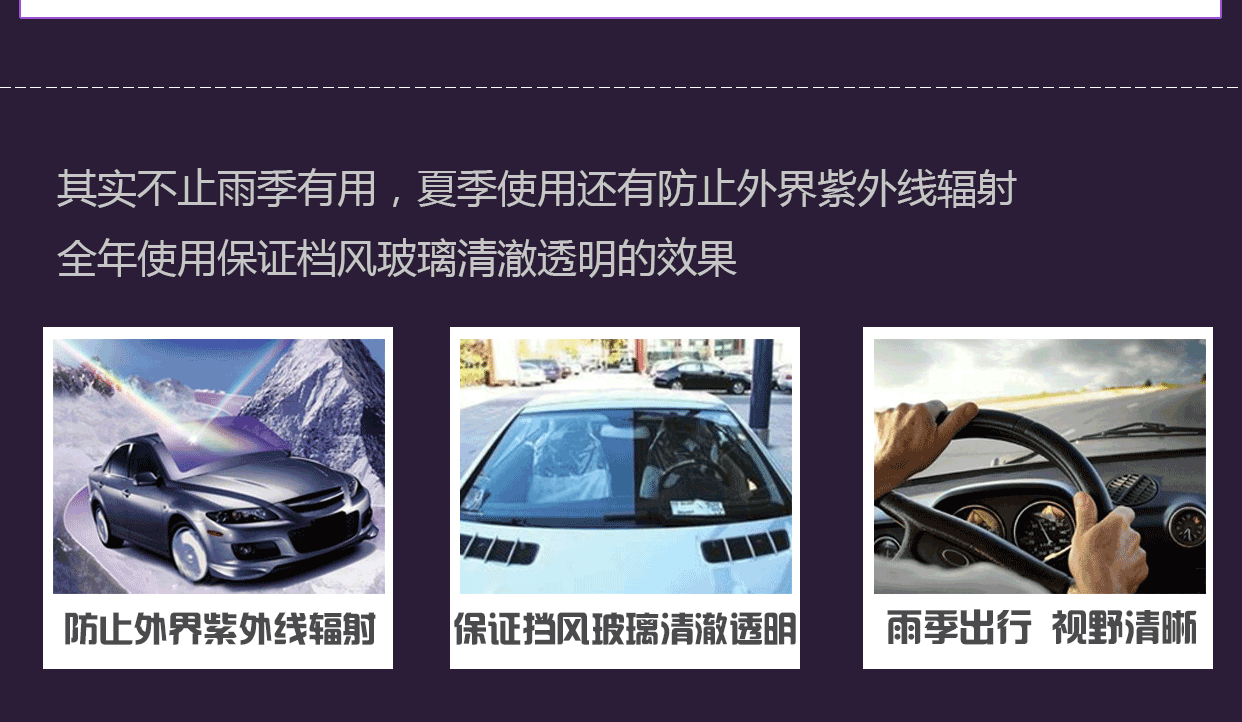 其实不止雨季有用，夏季使用还有防止外界紫外线辐射
全年使用保证档风玻璃清澈透明的效果
防止外界紫外线辐射
保证挡风玻璃清澈透明
雨季出行 视野清晰